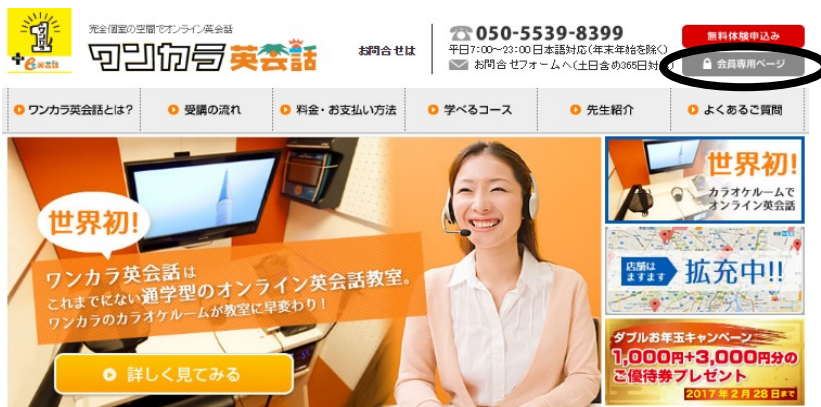 完全個室の空間でオンライン英会話
ワンカラ英会話
+e 英会話
お問合せは
050-5539-8399
平日7:00～23:00 日本語対応(年末年始を除く)
お問合せフォームへ(土日含め365日対
無料体験申込み
会員専用ページ
ワンカラ英会話とは?
受講の流れ
料金・お支払い方法
学べるコース
先生紹介
よくあるご質問
世界初!
ワンカラ英会話は
これまでにない通学型のオンライン英会話教室。
ワンカラのカラオケルームが教室に早変わり!
詳しく見てみる
世界初!
カラオケルームで
オンライン英会話
店舗は
ますます
拡充中!!
ダブルお年玉キャンペーン
1,000円+3,000円分の
ご優待券プレゼント
2017年2月28日まで